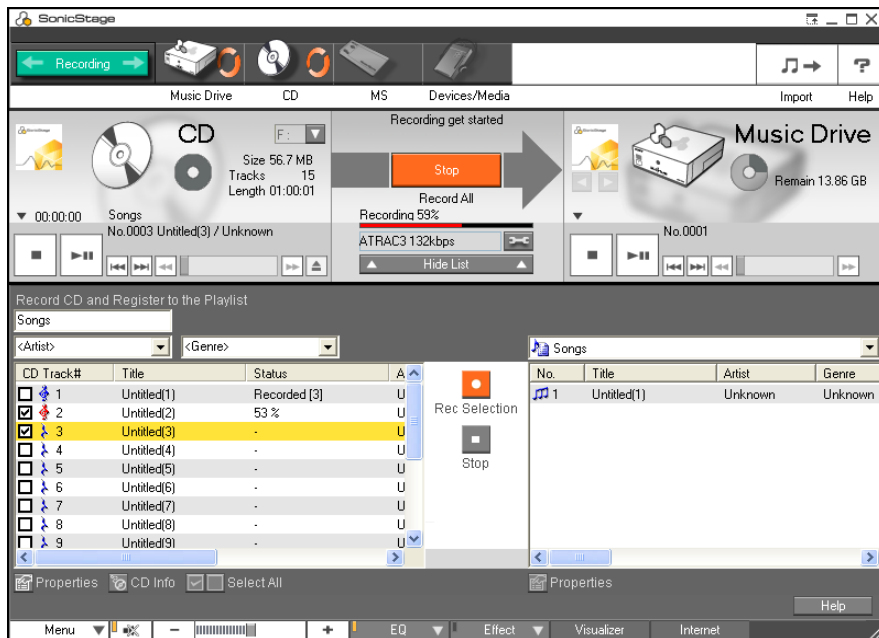 SonicStage
Recording
Music Drive CD MS Devices/Media Import Help
Recording get started
CD F: Music Drive
Size 56.7 MB
Tracks 15
Length 01:00:01
Stop
Remain 13.86 GB
Record All
00:00:00 Songs
Recording 59%
No.0003 Untitled(3) / Unknown
No.0001
ATRAC3 132kbps
Hide List
Record CD and Register to the Playlist
Songs
<Artist> <Genre> Songs
CD Track# Title Status A
No. Title Artist Genre
1 Untitled(1) Recorded [3] U
1 Untitled(1) Unknown Unknown
2 Untitled(2) 53 % U
Rec Selection
3 Untitled(3) - U
4 Untitled(4) - U
Stop
5 Untitled(5) - U
6 Untitled(6) - U
7 Untitled(7) - U
8 Untitled(8) - U
9 Untitled(9) - U
Properties CD Info Select All Properties
Help
Menu EQ Effect Visualizer Internet